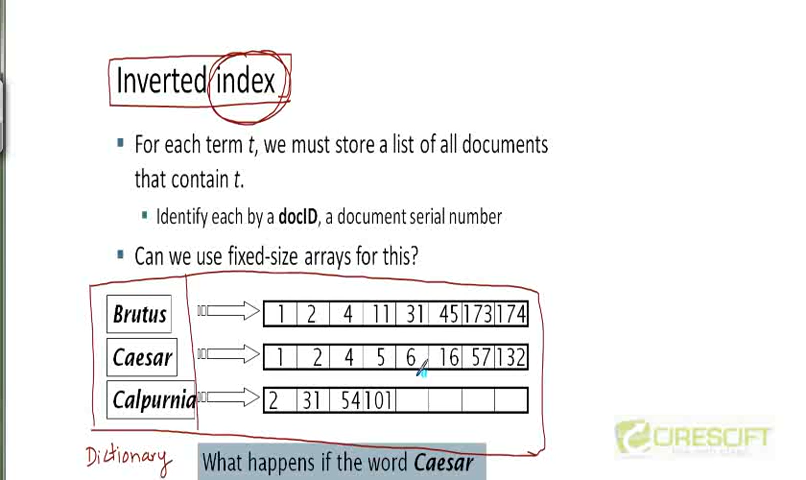 Inverted index
For each term t, we must store a list of all documents
that contain t.
Identify each by a docID, a document serial number
Can we use fixed-size arrays for this?
Brutus 1 2 4 11 31 45 173 174
Caesar 1 2 4 5 6 16 57 132
Calpurnia 2 31 54 101
Dictionary
What happens if the word Caesar